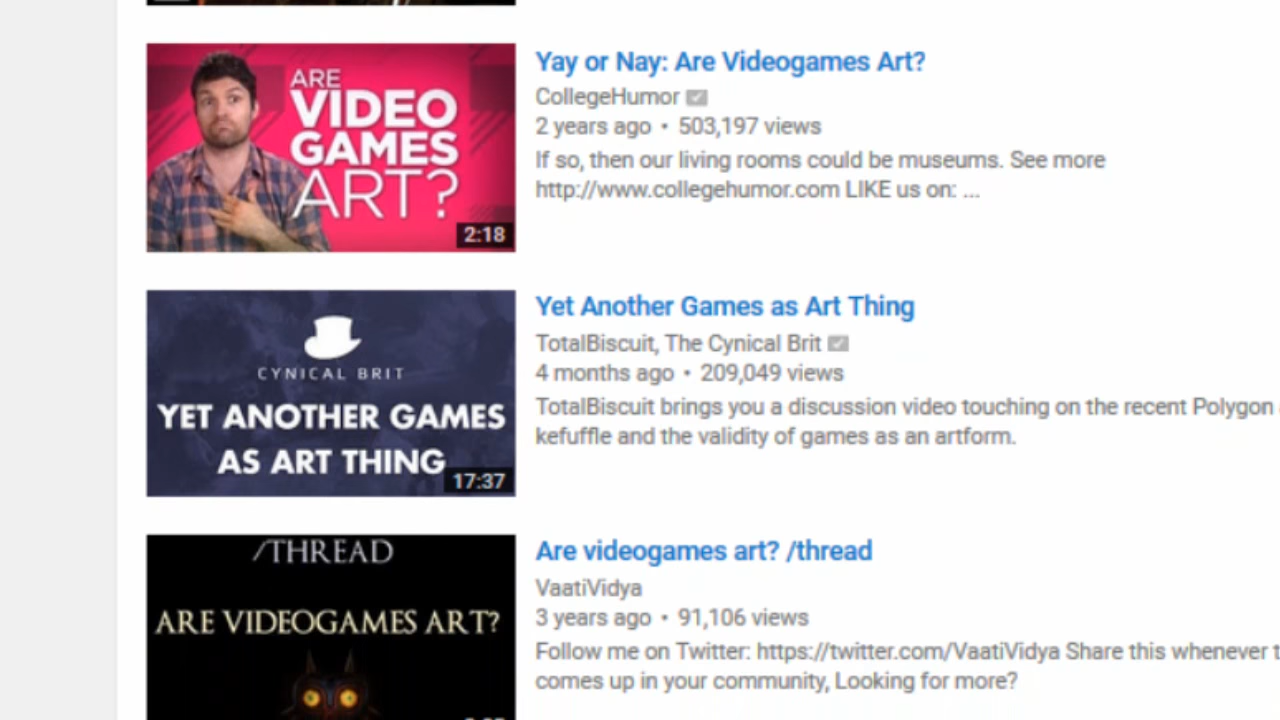 ARE
VIDEO
GAMES
ART?
2:18
Yay or Nay: Are Videogames Art?
CollegeHumor
2 years ago • 503,197 views
If so, then our living rooms could be museums. See more
http://www.collegehumor.com LIKE us on: ...
CYNICAL BRIT
YET ANOTHER GAMES
AS ART THING
17:37
Yet Another Games as Art Thing
TotalBiscuit, The Cynical Brit
4 months ago • 209,049 views
TotalBiscuit brings you a discussion video touching on the recent Polygon
kefuffle and the validity of games as an artform.
/THREAD
ARE VIDEOGAMES ART?
Are videogames art? /thread
VaatiVidya
3 years ago • 91,106 views
Follow me on Twitter: https://twitter.com/VaatiVidya Share this whenever
comes up in your community, Looking for more?